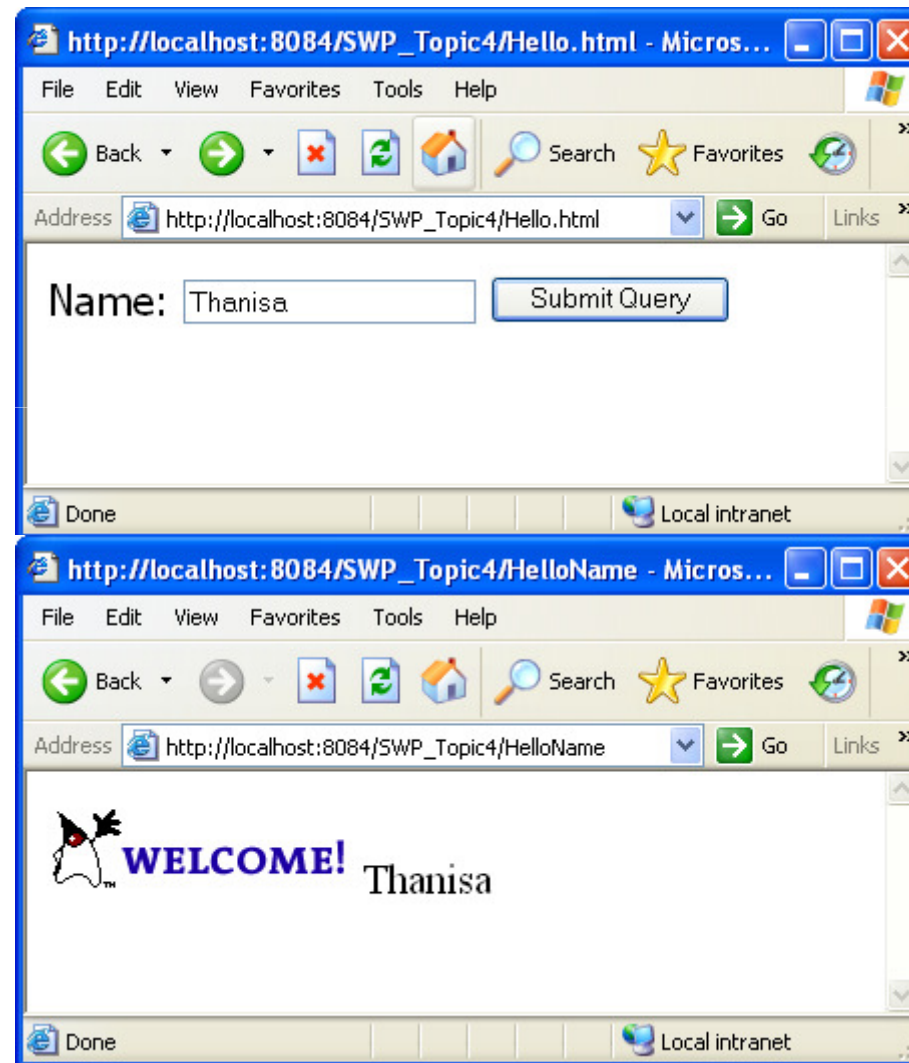 http://localhost:8084/SWP_Topic4/Hello.html - Micros...
File Edit View Favorites Tools Help
Back Search Favorites »
Address http://localhost:8084/SWP_Topic4/Hello.html Go Links »
Name: Thanisa Submit Query
Done Local intranet
http://localhost:8084/SWP_Topic4/HelloName - Micros...
File Edit View Favorites Tools Help
Back Search Favorites »
Address http://localhost:8084/SWP_Topic4/HelloName Go Links »
WELCOME! Thanisa
TM
Done Local intranet